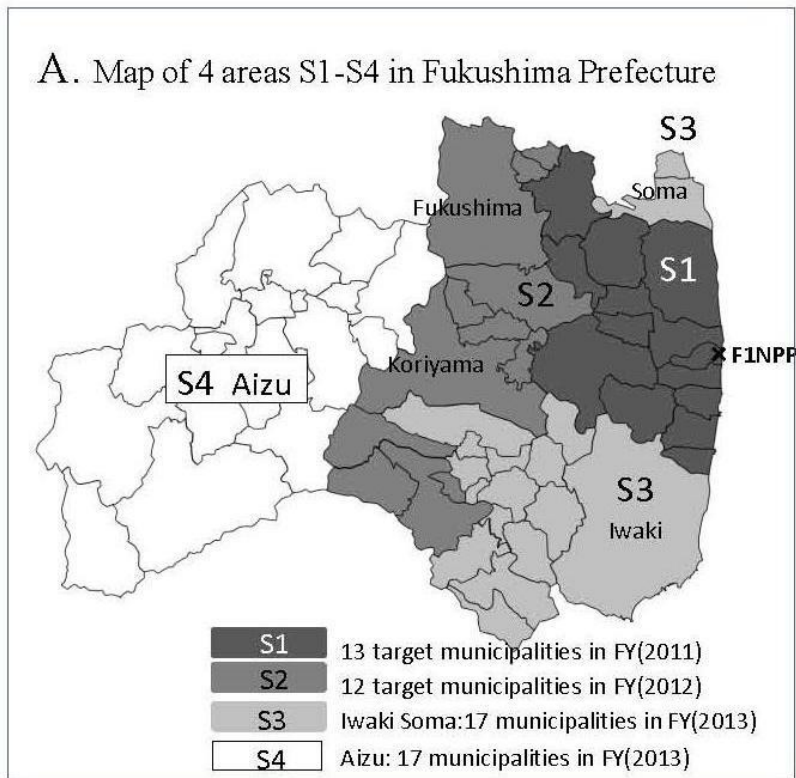 A. Map of 4 areas S1-S4 in Fukushima Prefecture
S3
Soma
Fukushima
S1
S2
F1NPP
Koriyama
S4 Aizu
S3
Iwaki
S1 13 target municipalities in FY(2011)
S2 12 target municipalities in FY(2012)
S3 Iwaki Soma:17 municipalities in FY(2013)
S4 Aizu: 17 municipalities in FY(2013)